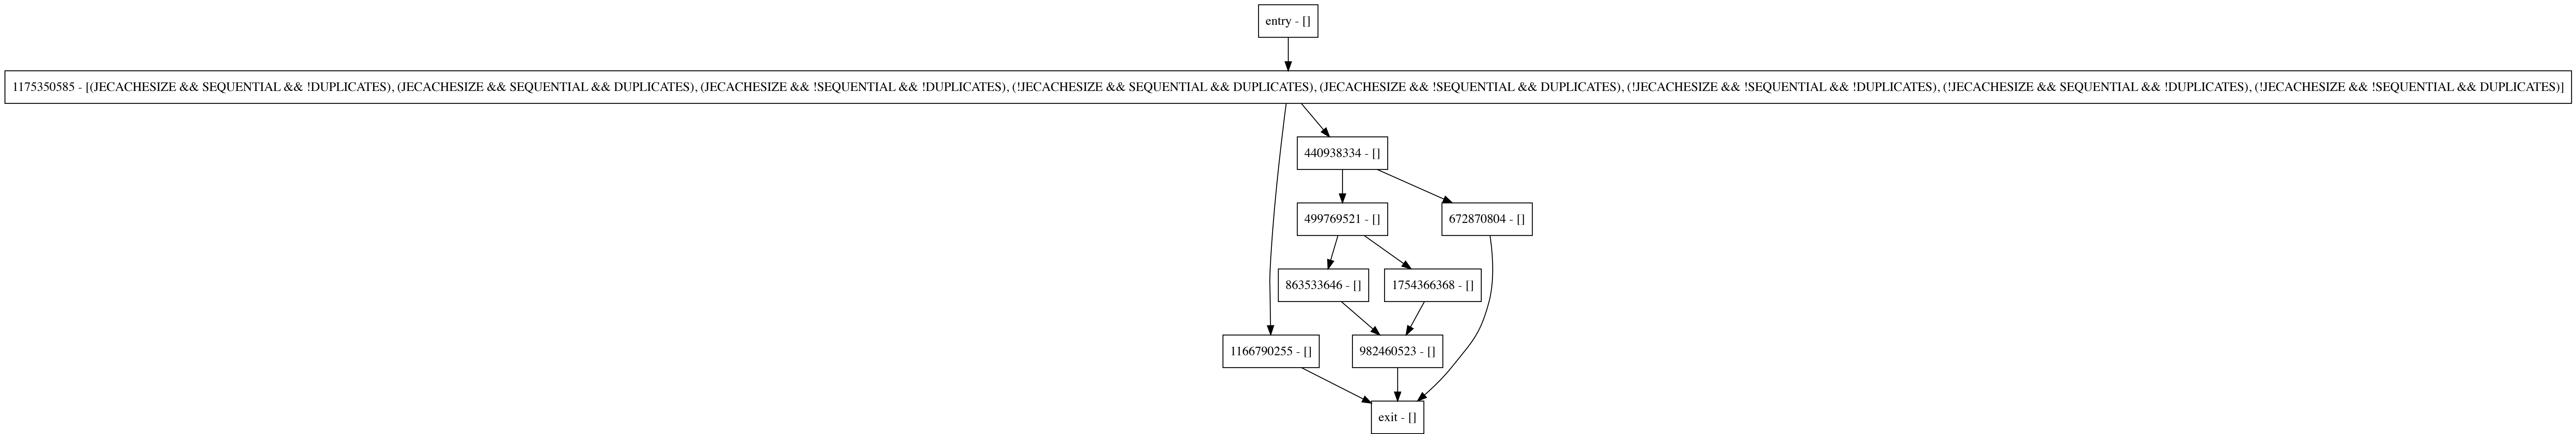 entry - []
1175350585 - [(JECACHESIZE && SEQUENTIAL && !DUPLICATES), (JECACHESIZE && SEQUENTIAL && DUPLICATES), (JECACHESIZE && !SEQUENTIAL && !DUPLICATES), (!JECACHESIZE && SEQUENTIAL && DUPLICATES), (JECACHESIZE && !SEQUENTIAL && DUPLICATES), (!JECACHESIZE && !SEQUENTIAL && !DUPLICATES), (!JECACHESIZE && SEQUENTIAL && !DUPLICATES), (!JECACHESIZE && !SEQUENTIAL && DUPLICATES)]
440938334 - []
499769521 - []
672870804 - []
863533646 - []
1754366368 - []
1166790255 - []
982460523 - []
exit - []